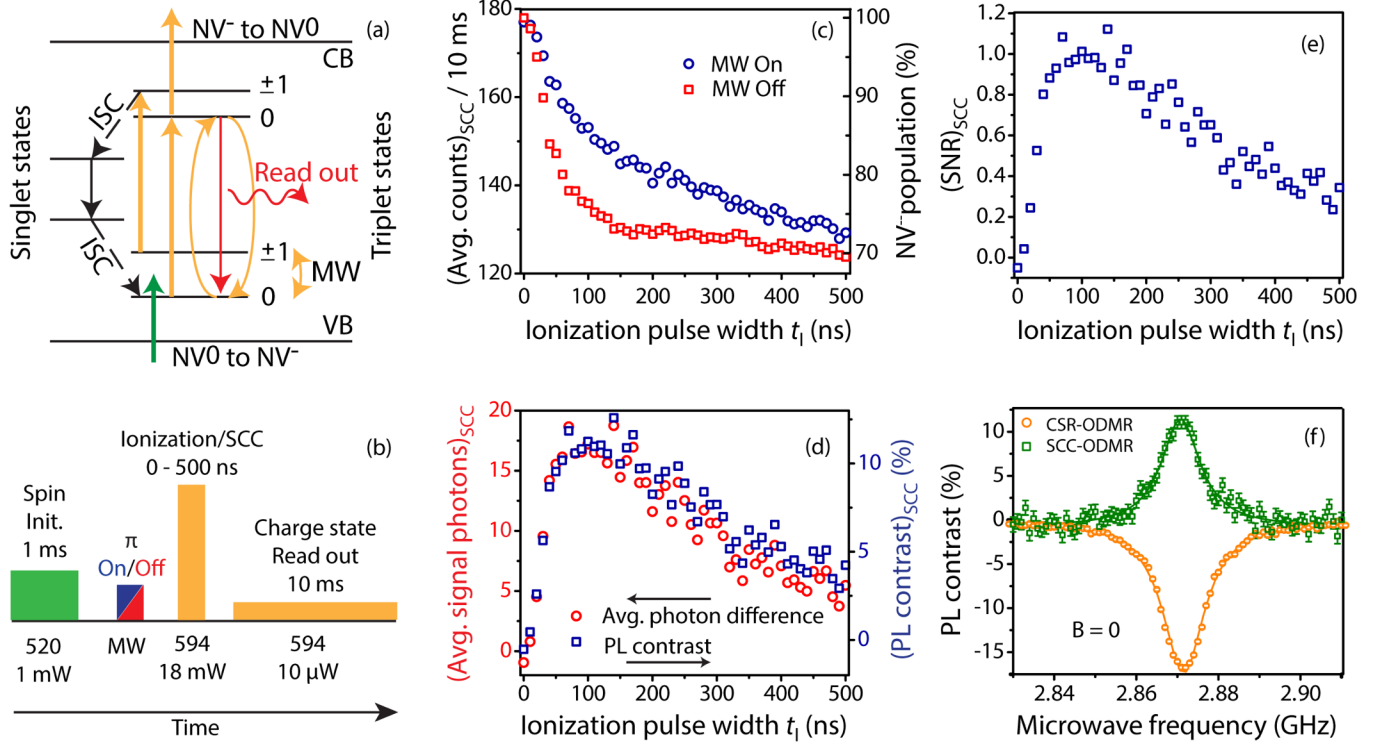 NV⁻ to NV0
(a)
CB
±1
0
ISC
Singlet states
Triplet states
Read out
ISC
±1
MW
0
VB
NV0 to NV⁻
(b)
Ionization/SCC
0 - 500 ns
Spin
Init.
1 ms
π
On/Off
Charge state
Read out
10 ms
520
1 mW
MW
594
18 mW
594
10 μW
Time
(c)
MW On
MW Off
(Avg. counts)SCC / 10 ms
180
160
140
120
NV⁻-population (%)
100
90
80
70
0 100 200 300 400 500
Ionization pulse width tI (ns)
(d)
(Avg. signal photons)SCC
20
15
10
5
0
(PL contrast)SCC (%)
10
5
0
Avg. photon difference
PL contrast
0 100 200 300 400 500
Ionization pulse width tI (ns)
(e)
(SNR)SCC
1.2
1.0
0.8
0.6
0.4
0.2
0.0
0 100 200 300 400 500
Ionization pulse width tI (ns)
(f)
CSR-ODMR
SCC-ODMR
PL contrast (%)
10
5
0
-5
-10
-15
B = 0
2.84 2.86 2.88 2.90
Microwave frequency (GHz)